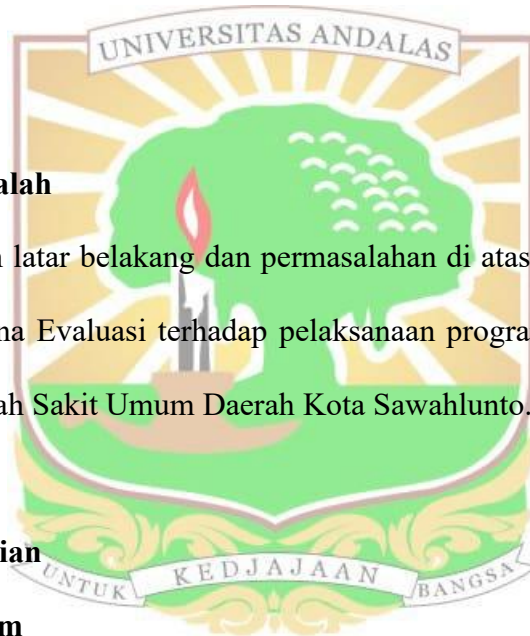 UNIVERSITAS ANDALAS
alah
latar belakang dan permasalahan di atas
na Evaluasi terhadap pelaksanaan progra
ah Sakit Umum Daerah Kota Sawahlunto.
ian
UNTUK KEDJAJAAN BANGSA
m